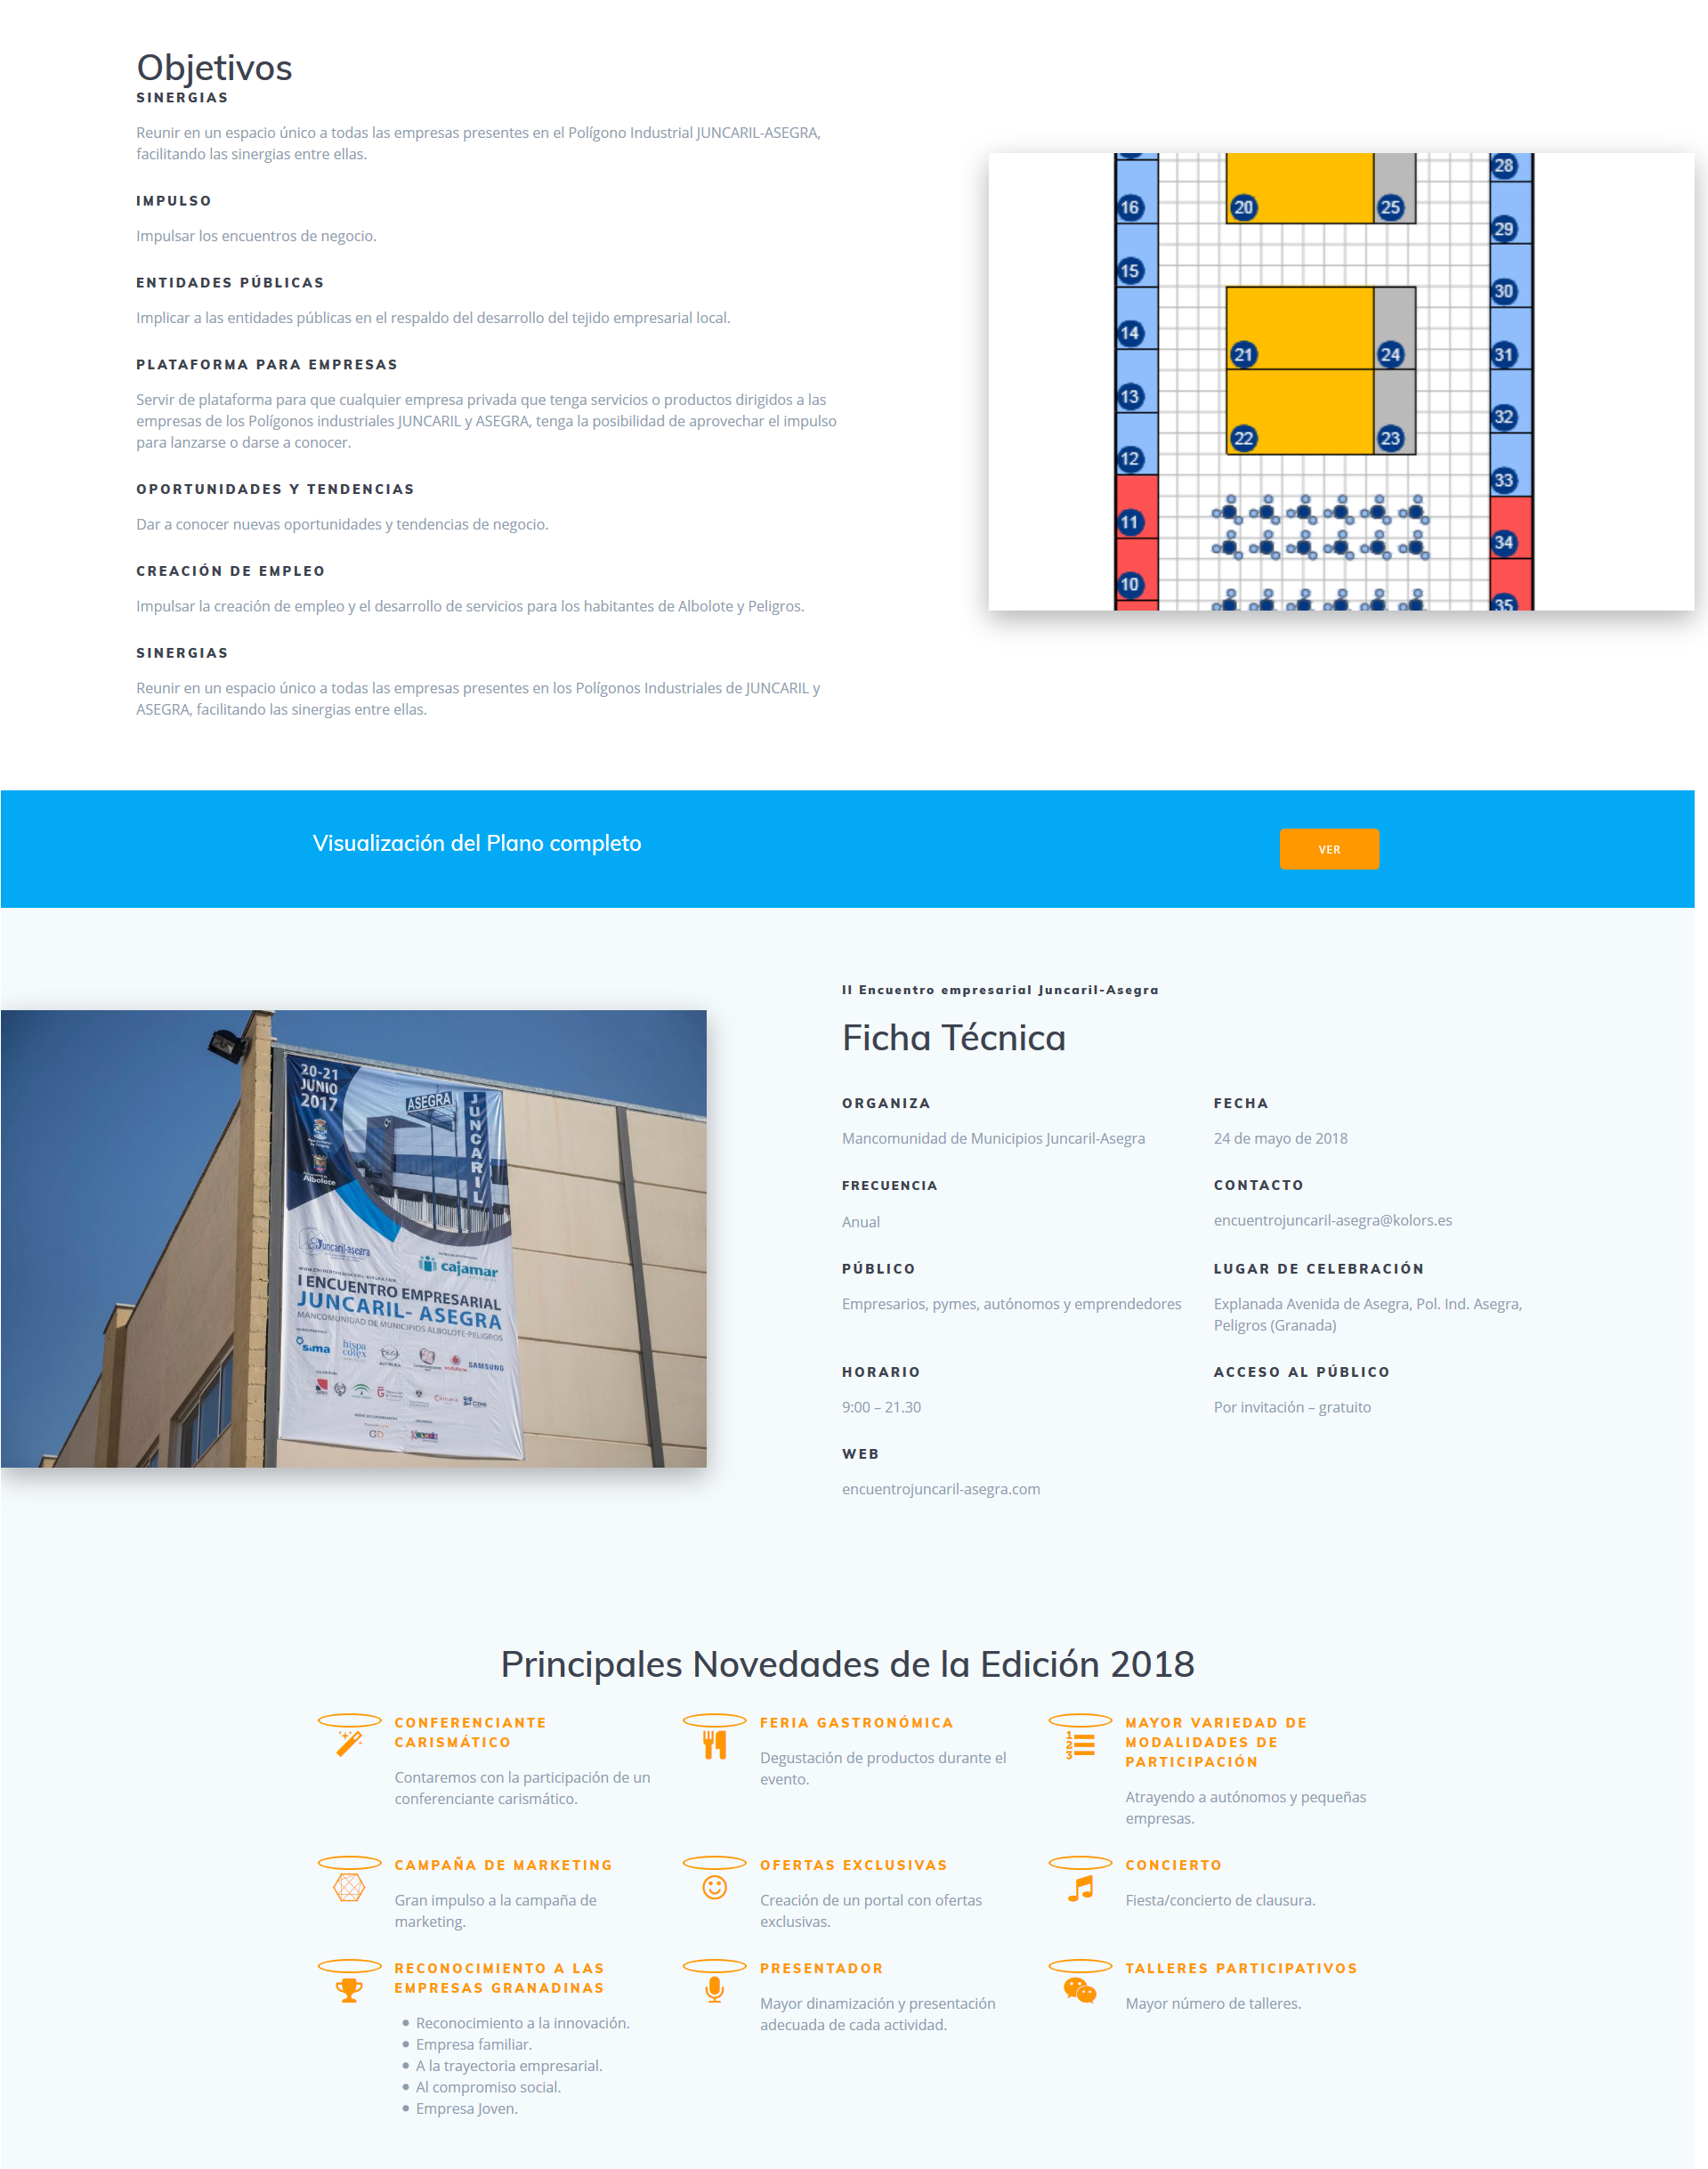 Objetivos
SINERGIAS
Reunir en un espacio único a todas las empresas presentes en el Polígono Industrial JUNCARIL-ASEGRA,
facilitando las sinergias entre ellas.
IMPULSO
Impulsar los encuentros de negocio.
ENTIDADES PÚBLICAS
Implicar a las entidades públicas en el respaldo del desarrollo del tejido empresarial local.
PLATAFORMA PARA EMPRESAS
Servir de plataforma para que cualquier empresa privada que tenga servicios o productos dirigidos a las
empresas de los Polígonos industriales JUNCARIL y ASEGRA, tenga la posibilidad de aprovechar el impulso
para lanzarse o darse a conocer.
OPORTUNIDADES Y TENDENCIAS
Dar a conocer nuevas oportunidades y tendencias de negocio.
CREACIÓN DE EMPLEO
Impulsar la creación de empleo y el desarrollo de servicios para los habitantes de Albolote y Peligros.
SINERGIAS
Reunir en un espacio único a todas las empresas presentes en los Polígonos Industriales de JUNCARIL y
ASEGRA, facilitando las sinergias entre ellas.
28
16 20 25
29
15
30
14
21 24 31
13
32
22 23
12
33
11
34
10
35
Visualización del Plano completo
VER
20-21
JUNIO
2017
ASEGRA
JUNCARIL
Albolote
Juncaril-asegra
cajamar
I ENCUENTRO EMPRESARIAL
JUNCARIL- ASEGRA
MANCOMUNIDAD DE MUNICIPIOS ALBOLOTE-PELIGROS
sima
hispacolex
vodafone
SAMSUNG
GD
II Encuentro empresarial Juncaril-Asegra
Ficha Técnica
ORGANIZA
Mancomunidad de Municipios Juncaril-Asegra
FECHA
24 de mayo de 2018
FRECUENCIA
Anual
CONTACTO
encuentrojuncaril-asegra@kolors.es
PÚBLICO
Empresarios, pymes, autónomos y emprendedores
LUGAR DE CELEBRACIÓN
Explanada Avenida de Asegra, Pol. Ind. Asegra,
Peligros (Granada)
HORARIO
9:00 – 21.30
ACCESO AL PÚBLICO
Por invitación – gratuito
WEB
encuentrojuncaril-asegra.com
Principales Novedades de la Edición 2018
CONFERENCIANTE
CARISMÁTICO
Contaremos con la participación de un
conferenciante carismático.
FERIA GASTRONÓMICA
Degustación de productos durante el
evento.
1
2
3
MAYOR VARIEDAD DE
MODALIDADES DE
PARTICIPACIÓN
Atrayendo a autónomos y pequeñas
empresas.
CAMPAÑA DE MARKETING
Gran impulso a la campaña de
marketing.
OFERTAS EXCLUSIVAS
Creación de un portal con ofertas
exclusivas.
CONCIERTO
Fiesta/concierto de clausura.
RECONOCIMIENTO A LAS
EMPRESAS GRANADINAS
Reconocimiento a la innovación.
Empresa familiar.
A la trayectoria empresarial.
Al compromiso social.
Empresa Joven.
PRESENTADOR
Mayor dinamización y presentación
adecuada de cada actividad.
TALLERES PARTICIPATIVOS
Mayor número de talleres.